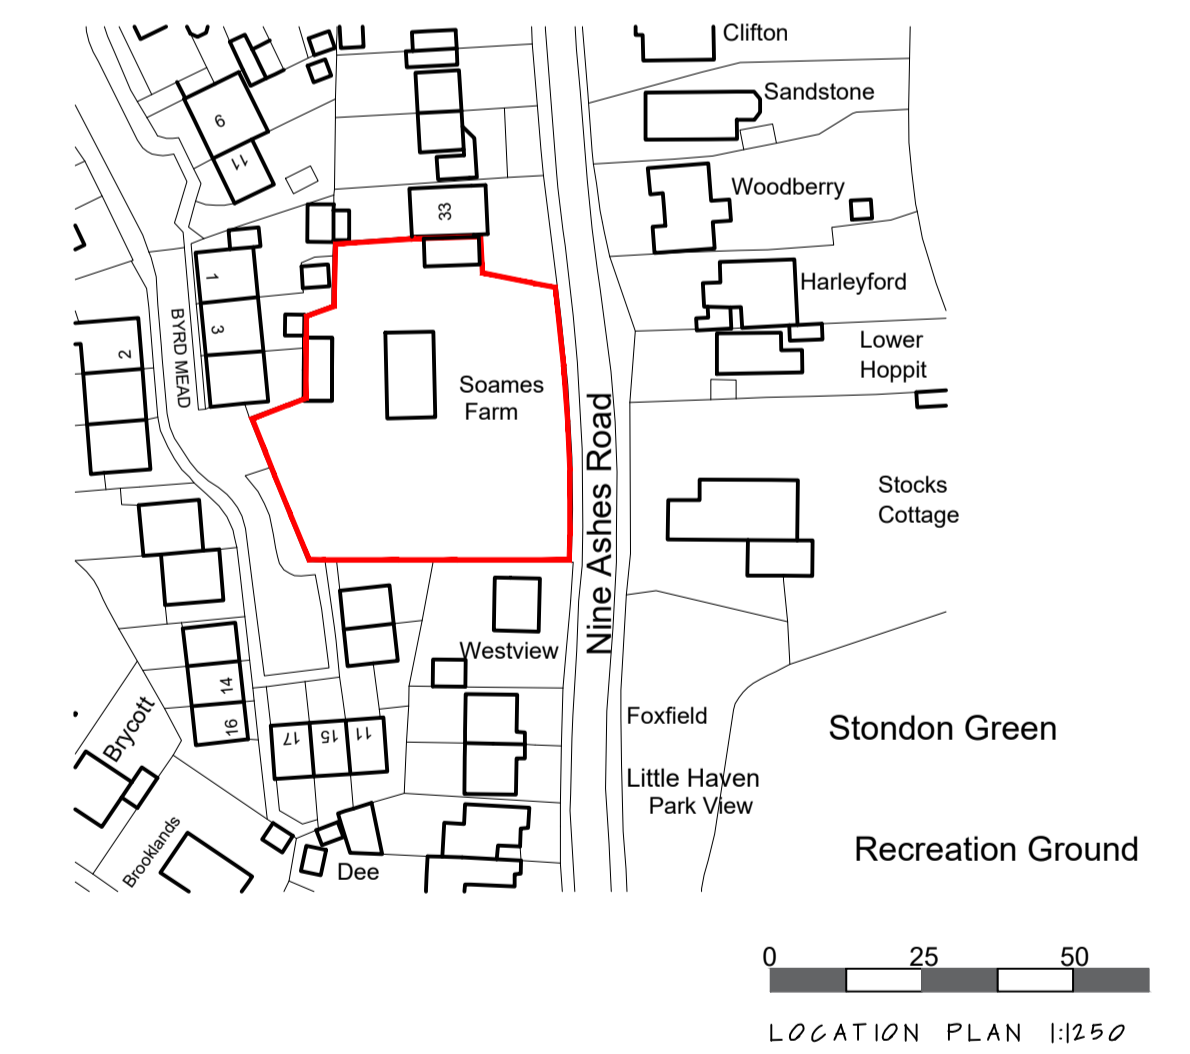 Clifton
Sandstone
9
11
Woodberry
33
1
Harleyford
3
BYRD MEAD
2
Lower
Hoppit
Soames
Farm
Nine Ashes Road
Stocks
Cottage
Westview
14
16
Brycott
17
15
11
Foxfield
Stondon Green
Little Haven
Park View
Brooklands
Dee
Recreation Ground
0 25 50
LOCATION PLAN 1:1250